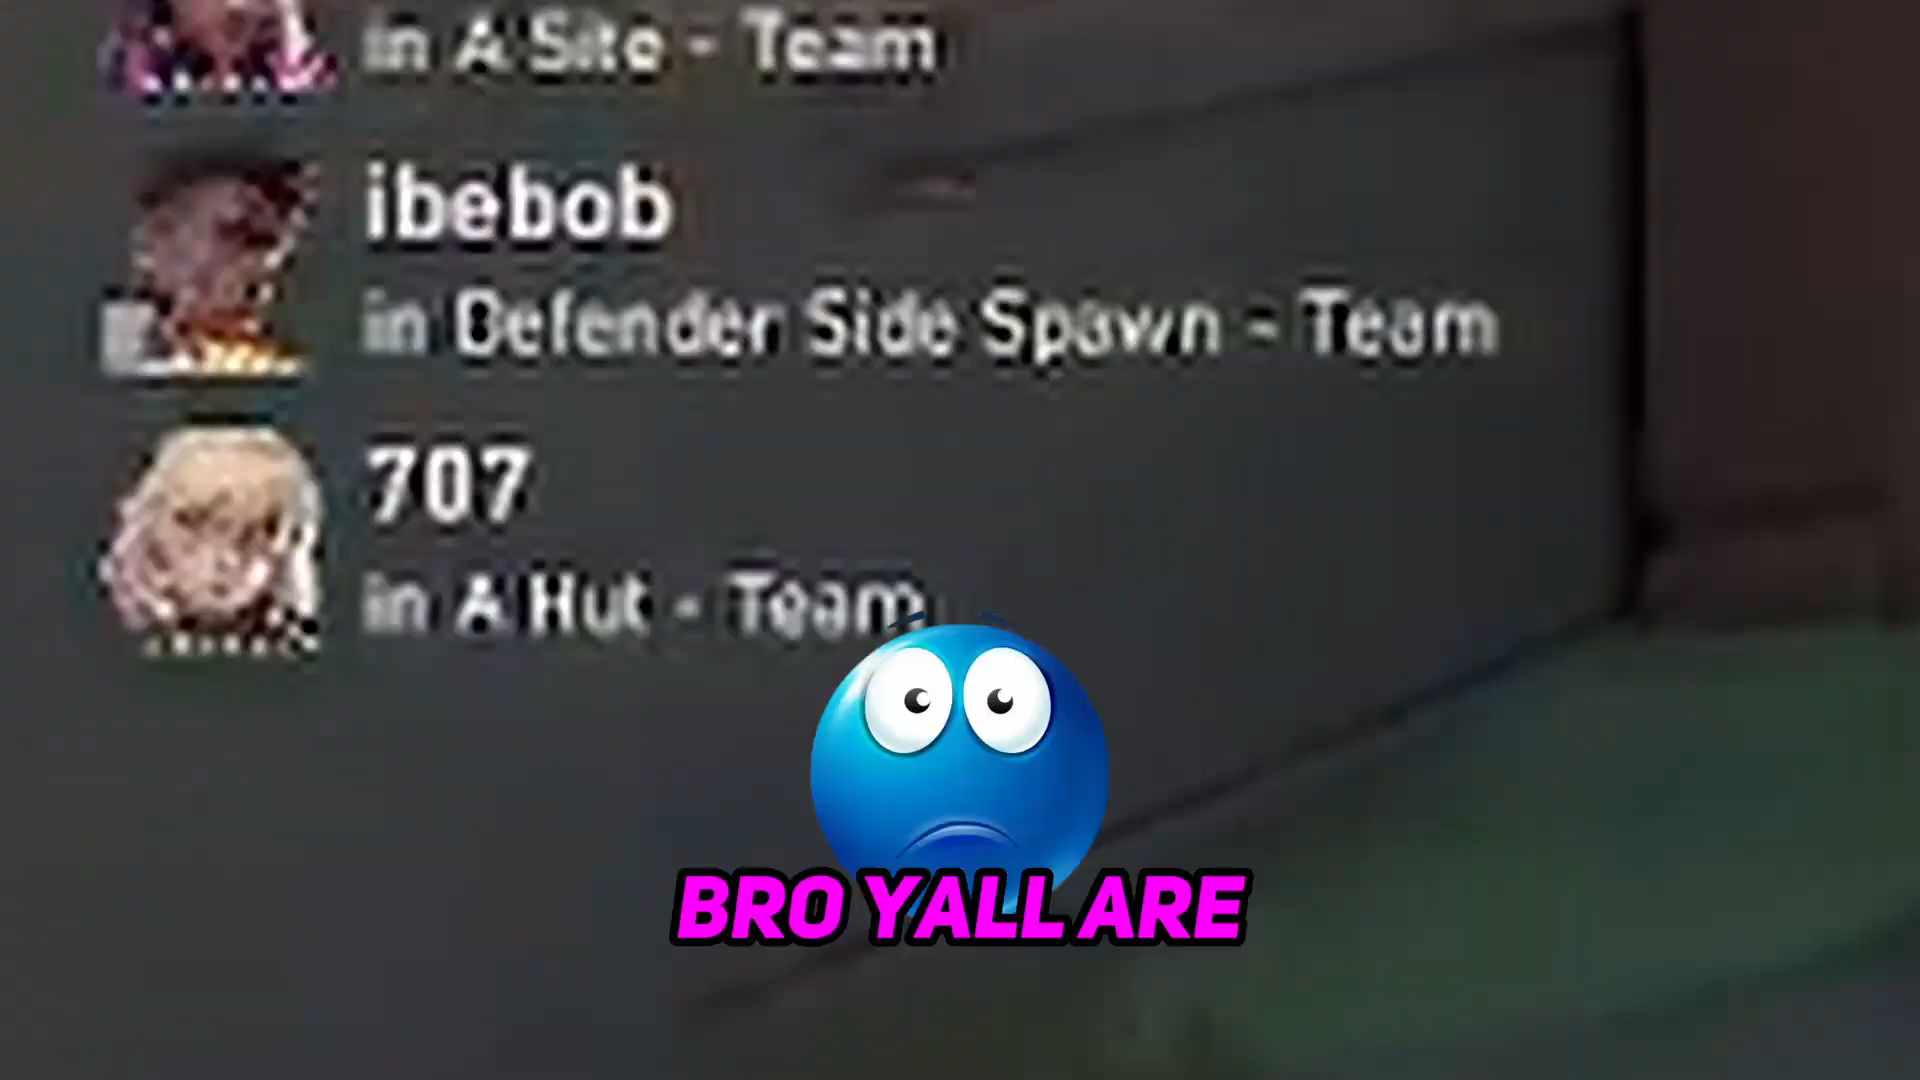 in A Site - Team
ibebob
in Defender Side Spawn - Team
707
in A Hut - Team
BRO YALL ARE